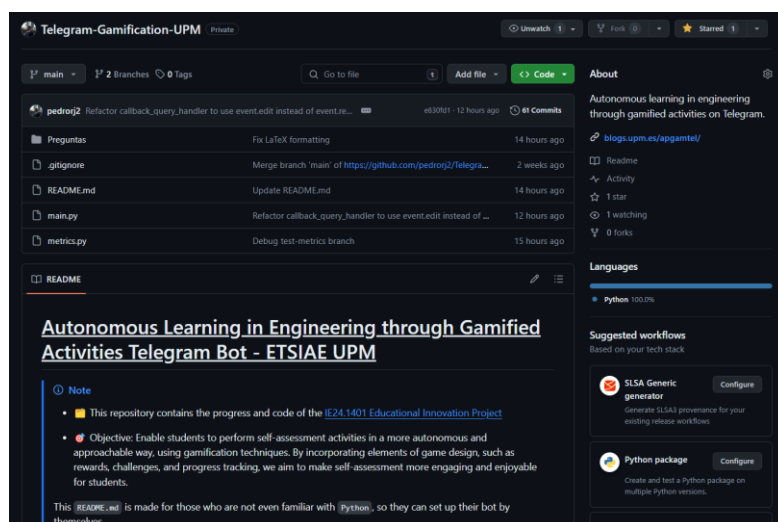 Telegram-Gamification-UPM Private
Unwatch 1
Fork 0
Starred 1
main
2 Branches
0 Tags
Go to file
t
Add file
Code
pedrorj2 Refactor callback_query_handler to use event.edit instead of event.re...
e830fd1 · 12 hours ago
61 Commits
Preguntas Fix LaTeX formatting 14 hours ago
.gitignore Merge branch 'main' of https://github.com/pedrorj2/Telegra... 2 weeks ago
README.md Update README.md 14 hours ago
main.py Refactor callback_query_handler to use event.edit instead of ... 12 hours ago
metrics.py Debug test-metrics branch 15 hours ago
README
Autonomous Learning in Engineering through Gamified
Activities Telegram Bot - ETSIAE UPM
Note
• This repository contains the progress and code of the IE24.1401 Educational Innovation Project
• Objective: Enable students to perform self-assessment activities in a more autonomous and
approachable way, using gamification techniques. By incorporating elements of game design, such as
rewards, challenges, and progress tracking, we aim to make self-assessment more engaging and enjoyable
for students.
This README.md is made for those who are not even familiar with Python, so they can set up their bot by
themselves
About
Autonomous learning in engineering
through gamified activities on Telegram.
blogs.upm.es/apgamtel/
Readme
Activity
1 star
1 watching
0 forks
Languages
Python 100.0%
Suggested workflows
Based on your tech stack
SLSA Generic
generator
Configure
Generate SLSA3 provenance for your
existing release workflows
Python package
Configure
Create and test a Python package on
multiple Python versions.